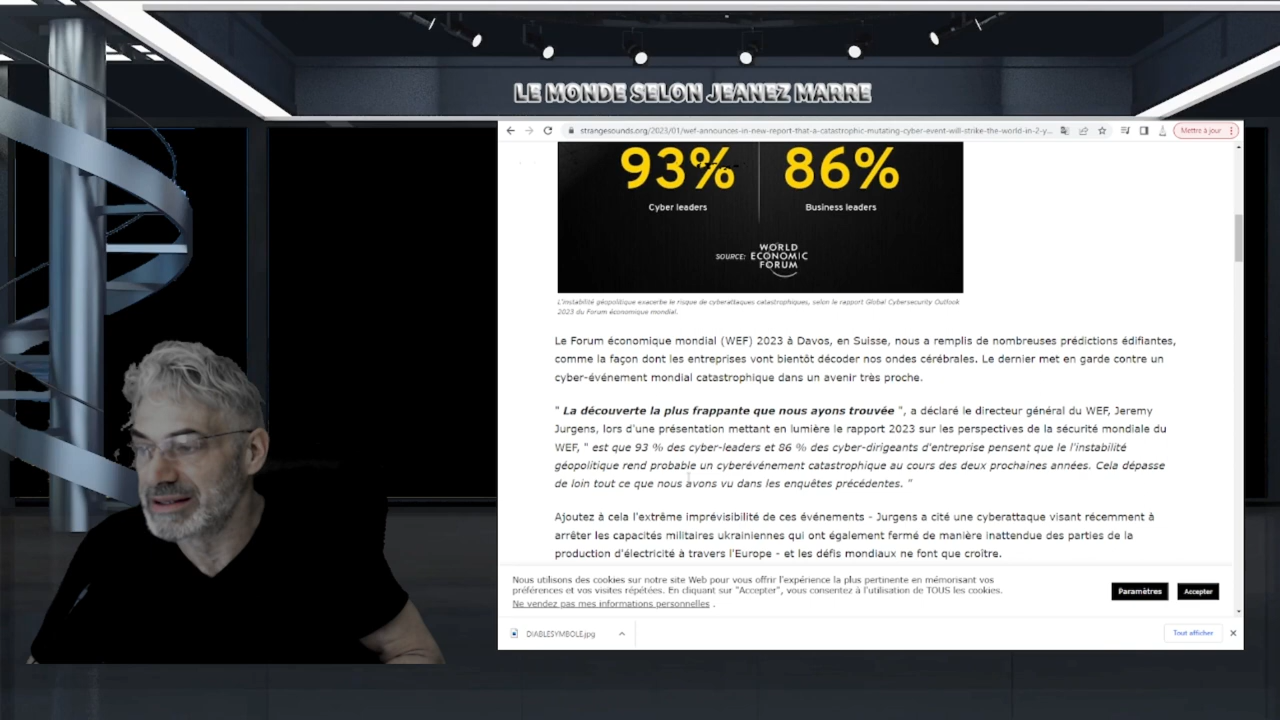 LE MONDE SELON JEANEZ MARRE
strangesounds.org/2023/01/wef-announces-in-new-report-that-a-catastrophic-mutating-cyber-event-will-strike-the-world-in-2-y...
Mettre à jour
93% 86%
Cyber leaders Business leaders
SOURCE: WORLD
ECONOMIC
FORUM
L'instabilité géopolitique exacerbe le risque de cyberattaques catastrophiques, selon le rapport Global Cybersecurity Outlook
2023 du Forum économique mondial.
Le Forum économique mondial (WEF) 2023 à Davos, en Suisse, nous a remplis de nombreuses prédictions édifiantes,
comme la façon dont les entreprises vont bientôt décoder nos ondes cérébrales. Le dernier met en garde contre un
cyber-événement mondial catastrophique dans un avenir très proche.
" La découverte la plus frappante que nous ayons trouvée ", a déclaré le directeur général du WEF, Jeremy
Jurgens, lors d'une présentation mettant en lumière le rapport 2023 sur les perspectives de la sécurité mondiale du
WEF, " est que 93 % des cyber-leaders et 86 % des cyber-dirigeants d'entreprise pensent que le l'instabilité
géopolitique rend probable un cyberévénement catastrophique au cours des deux prochaines années. Cela dépasse
de loin tout ce que nous avons vu dans les enquêtes précédentes. "
Ajoutez à cela l'extrême imprévisibilité de ces événements - Jurgens a cité une cyberattaque visant récemment à
arrêter les capacités militaires ukrainiennes qui ont également fermé de manière inattendue des parties de la
production d'électricité à travers l'Europe - et les défis mondiaux ne font que croître.
Nous utilisons des cookies sur notre site Web pour vous offrir l'expérience la plus pertinente en mémorisant vos
préférences et vos visites répétées. En cliquant sur "Accepter", vous consentez à l'utilisation de TOUS les cookies.
Ne vendez pas mes informations personnelles .
Paramètres Accepter
DIABLESYMBOLE.jpg
Tout afficher